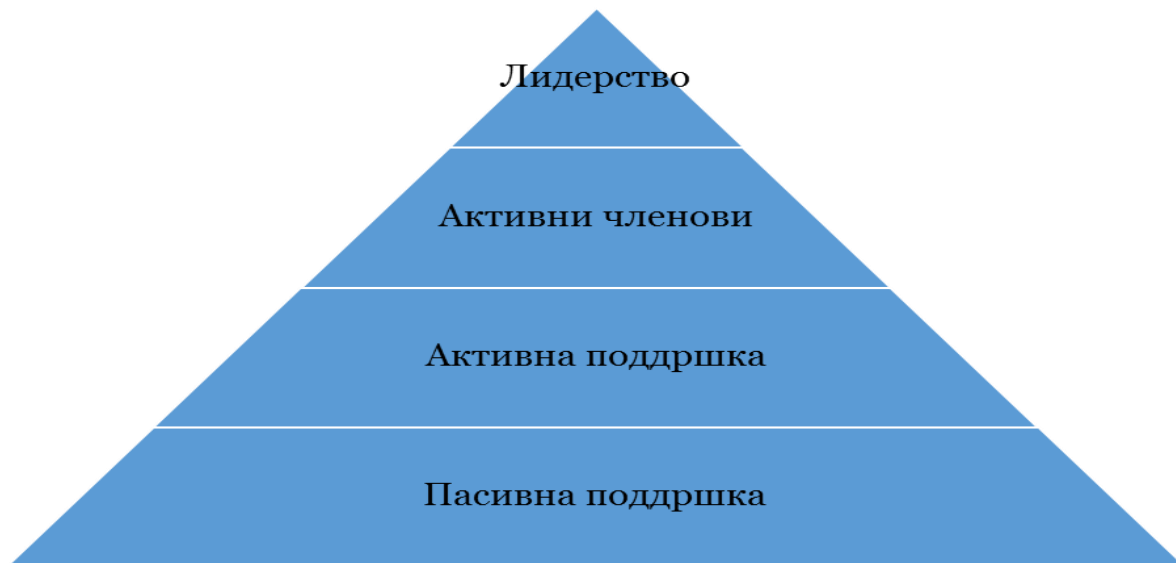 Лидерство
Активни членови
Активна поддршка
Пасивна поддршка